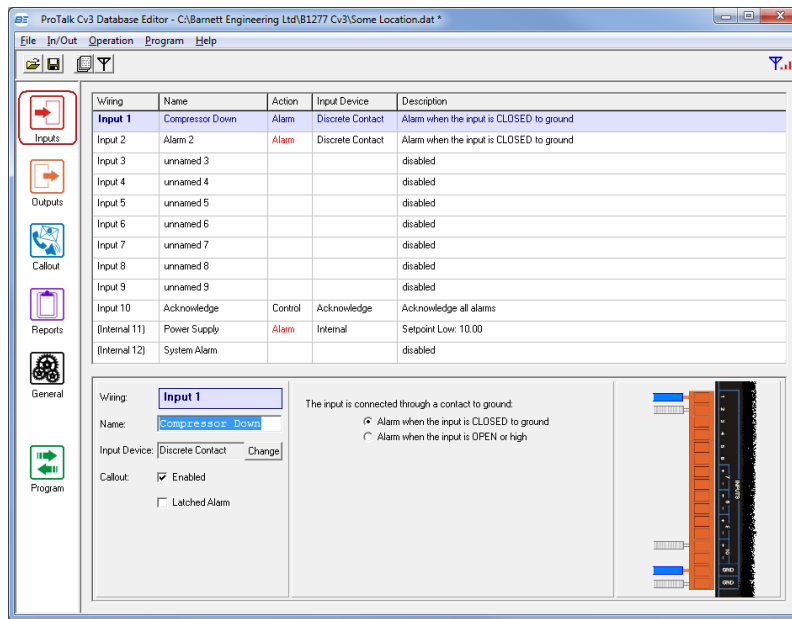 ProTalk Cv3 Database Editor - C:\Barnett Engineering Ltd\B1277 Cv3\Some Location.dat *
File In/Out Operation Program Help
Wiring Name Action Input Device Description
Input 1 Compressor Down Alarm Discrete Contact Alarm when the input is CLOSED to ground
Input 2 Alarm 2 Alarm Discrete Contact Alarm when the input is CLOSED to ground
Input 3 unnamed 3 disabled
Input 4 unnamed 4 disabled
Input 5 unnamed 5 disabled
Input 6 unnamed 6 disabled
Input 7 unnamed 7 disabled
Input 8 unnamed 8 disabled
Input 9 unnamed 9 disabled
Input 10 Acknowledge Control Acknowledge Acknowledge all alarms
(Internal 11) Power Supply Alarm Internal Setpoint Low: 10.00
(Internal 12) System Alarm disabled
Inputs
Outputs
Callout
Reports
General
Program
Wiring: Input 1
Name: Compressor Down
Input Device: Discrete Contact Change
Callout: Enabled
Latched Alarm
The input is connected through a contact to ground:
Alarm when the input is CLOSED to ground
Alarm when the input is OPEN or high
INPUTS
GND
GND